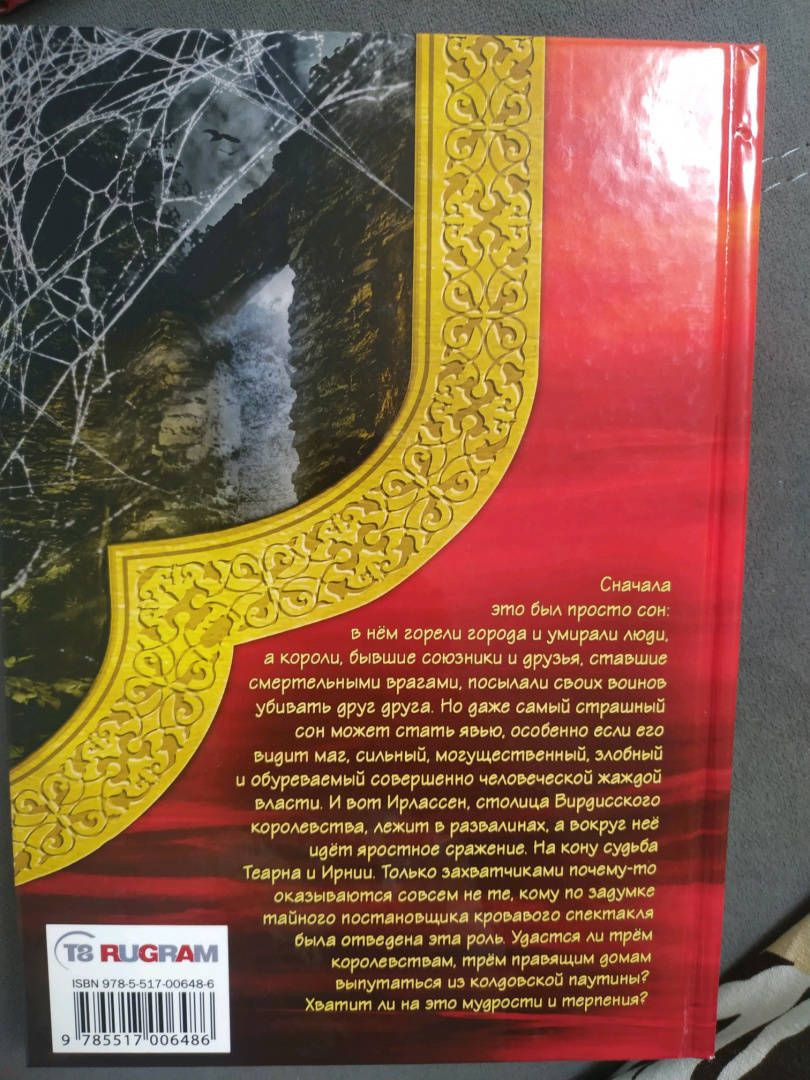 Сначала
это был просто сон:
в нём горели города и умирали люди,
а короли, бывшие союзники и друзья, ставшие
смертельными врагами, посылали своих воинов
убивать друг друга. Но даже самый страшный
сон может стать явью, особенно если его
видит маг, сильный, могущественный, злобный
и обуреваемый совершенно человеческой жаждой
власти. И вот Ирлассен, столица Вирдисского
королевства, лежит в развалинах, а вокруг неё
идёт яростное сражение. На кону судьба
Теарна и Ирнии. Только захватчиками почему-то
оказываются совсем не те, кому по задумке
тайного постановщика кровавого спектакля
была отведена эта роль. Удастся ли трём
королевствам, трём правящим домам
выпутаться из колдовской паутины?
Хватит ли на это мудрости и терпения?
T8 RUGRAM
ISBN 978-5-517-00648-6
9 785517 006486